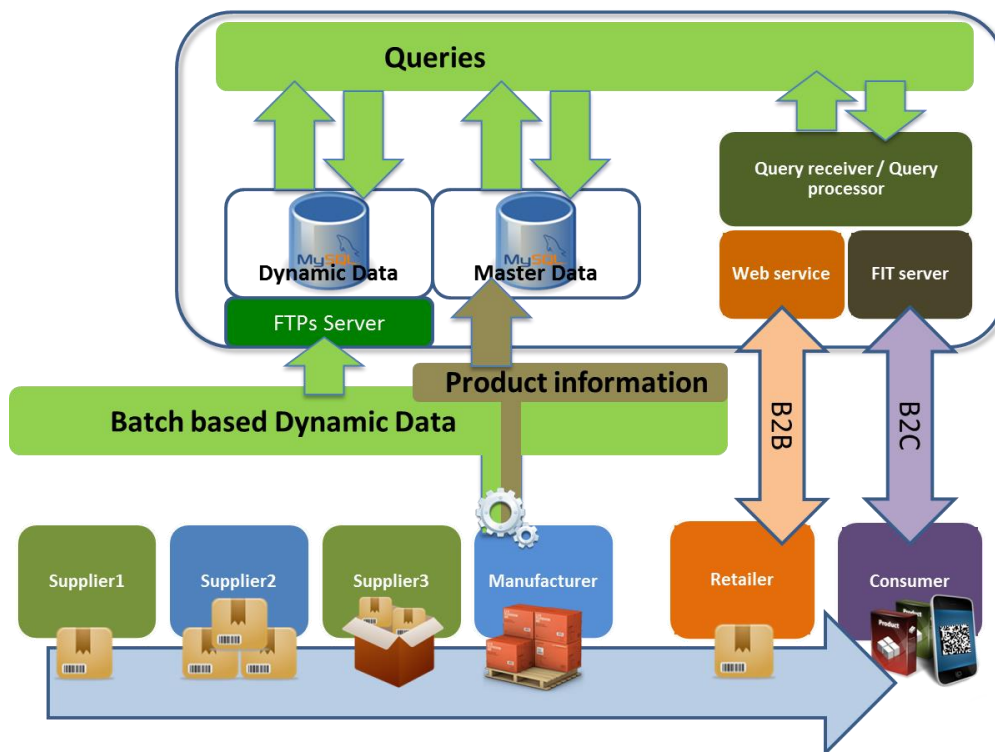 Queries
Query receiver / Query
processor
MySQL
Dynamic Data
MySQL
Master Data
Web service
FIT server
FTPs Server
Product information
Batch based Dynamic Data
B2B
B2C
Supplier1
Supplier2
Supplier3
Manufacturer
Retailer
Consumer
Product